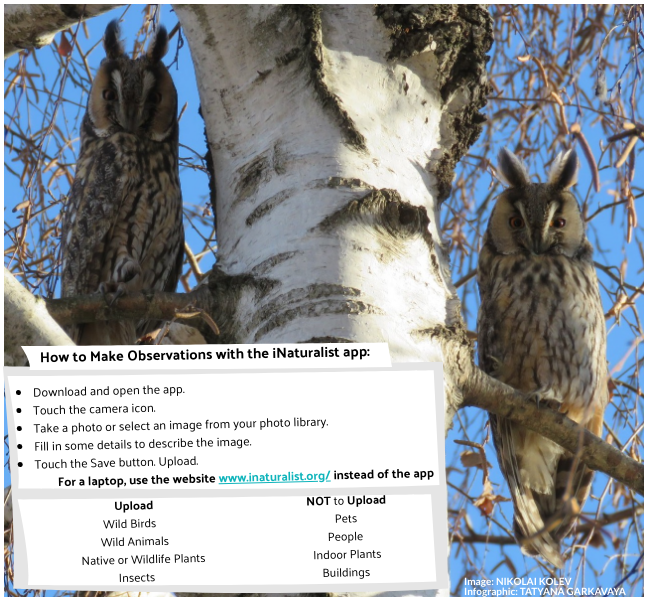 How to Make Observations with the iNaturalist app:
• Download and open the app.
• Touch the camera icon.
• Take a photo or select an image from your photo library.
• Fill in some details to describe the image.
• Touch the Save button. Upload.
For a laptop, use the website www.inaturalist.org/ instead of the app
Upload
Wild Birds
Wild Animals
Native or Wildlife Plants
Insects
NOT to Upload
Pets
People
Indoor Plants
Buildings
Image: NIKOLAI KOLEV
Infographic: TATYANA GARKAVAYA